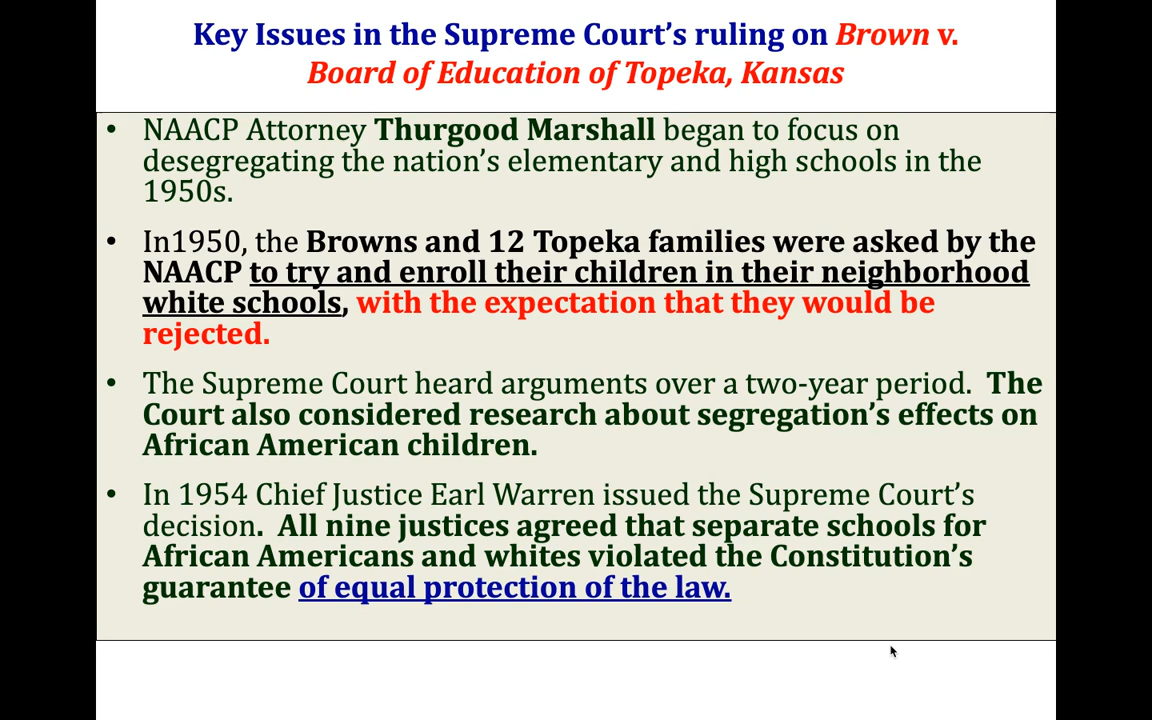 Key Issues in the Supreme Court's ruling on Brown v.
Board of Education of Topeka, Kansas
• NAACP Attorney Thurgood Marshall began to focus on
desegregating the nation's elementary and high schools in the
1950s.
• In1950, the Browns and 12 Topeka families were asked by the
NAACP to try and enroll their children in their neighborhood
white schools, with the expectation that they would be
rejected.
• The Supreme Court heard arguments over a two-year period.  The
Court also considered research about segregation's effects on
African American children.
• In 1954 Chief Justice Earl Warren issued the Supreme Court's
decision.  All nine justices agreed that separate schools for
African Americans and whites violated the Constitution's
guarantee of equal protection of the law.